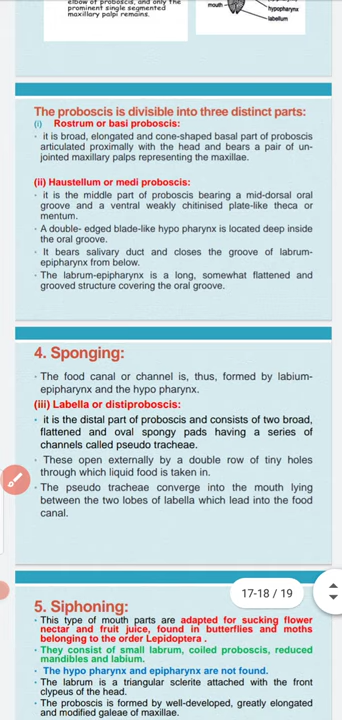 elbow of proboscis, and only the
prominent single segmented
maxillary palpi remains.
mouth
hypopharynx
labellum
The proboscis is divisible into three distinct parts:
(i) Rostrum or basi proboscis:
· it is broad, elongated and cone-shaped basal part of proboscis
articulated proximally with the head and bears a pair of un-
jointed maxillary palps representing the maxillae.
(ii) Haustellum or medi proboscis:
· it is the middle part of proboscis bearing a mid-dorsal oral
groove and a ventral weakly chitinised plate-like theca or
mentum.
· A double- edged blade-like hypo pharynx is located deep inside
the oral groove.
· It bears salivary duct and closes the groove of labrum-
epipharynx from below.
· The labrum-epipharynx is a long, somewhat flattened and
grooved structure covering the oral groove.
4. Sponging:
· The food canal or channel is, thus, formed by labium-
epipharynx and the hypo pharynx.
(iii) Labella or distiproboscis:
· it is the distal part of proboscis and consists of two broad,
flattened and oval spongy pads having a series of
channels called pseudo tracheae.
· These open externally by a double row of tiny holes
through which liquid food is taken in.
· The pseudo tracheae converge into the mouth lying
between the two lobes of labella which lead into the food
canal.
17-18 / 19
5. Siphoning:
· This type of mouth parts are adapted for sucking flower
nectar and fruit juice, found in butterflies and moths
belonging to the order Lepidoptera .
· They consist of small labrum, coiled proboscis, reduced
mandibles and labium.
· The hypo pharynx and epipharynx are not found.
· The labrum is a triangular sclerite attached with the front
clypeus of the head.
· The proboscis is formed by well-developed, greatly elongated
and modified galeae of maxillae.